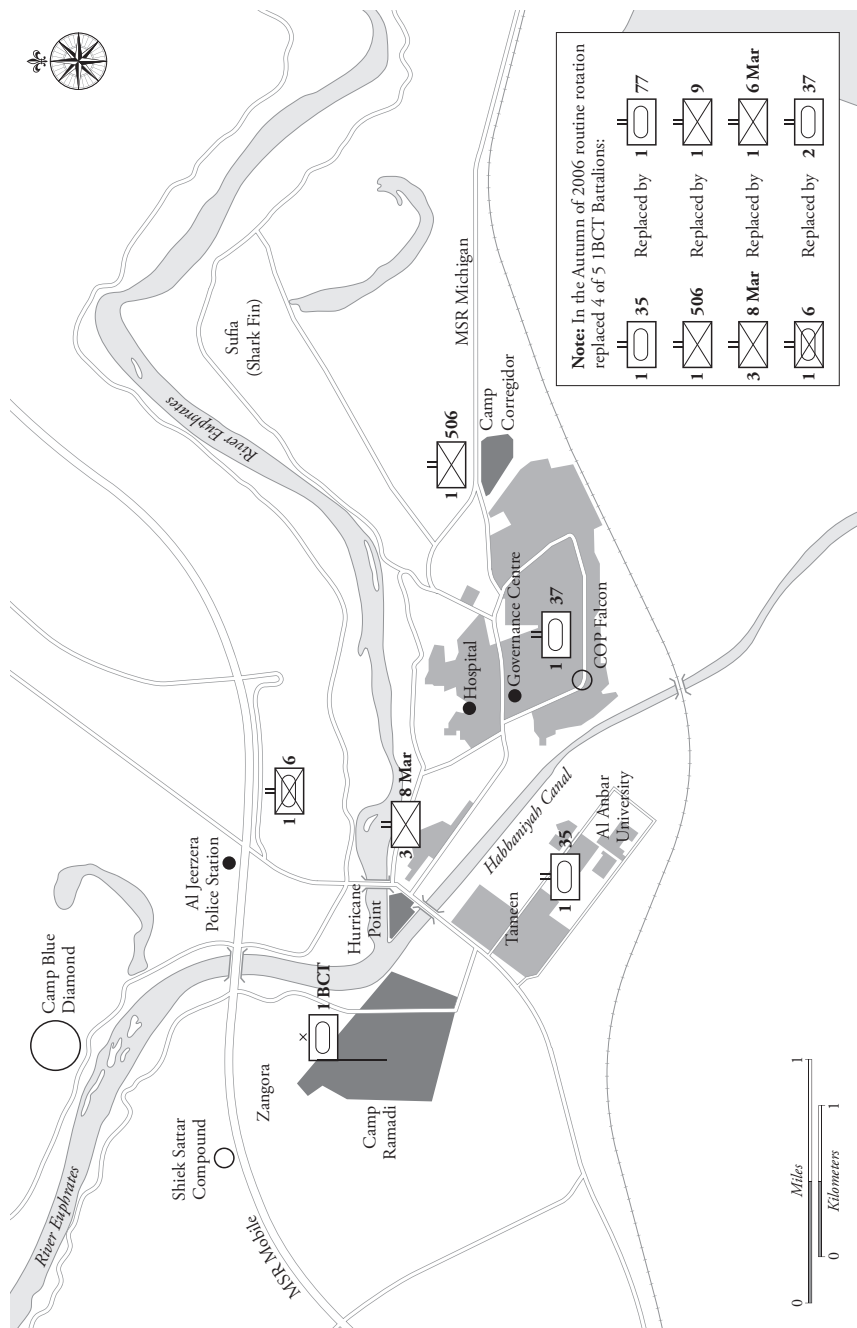 River Euphrates
Camp Blue
Diamond
Shiek Sattar
Compound
MSR Mobile
Zangora
Al Jeerzera
Police Station
1 6
1 BCT
Camp
Ramadi
Hurricane
Point
3 8 Mar
River Euphrates
Sufia
(Shark Fin)
1 506
MSR Michigan
Camp
Corregidor
Hospital
Governance Centre
1 37
COP Falcon
Habbaniyah Canal
Tameen
1 35
Al Anbar
University
0 Miles 1
0 Kilometers 1
Note: In the Autumn of 2006 routine rotation
replaced 4 of 5 1BCT Battalions:
1 35 Replaced by 1 77
1 506 Replaced by 1 9
3 8 Mar Replaced by 1 6 Mar
1 6 Replaced by 2 37